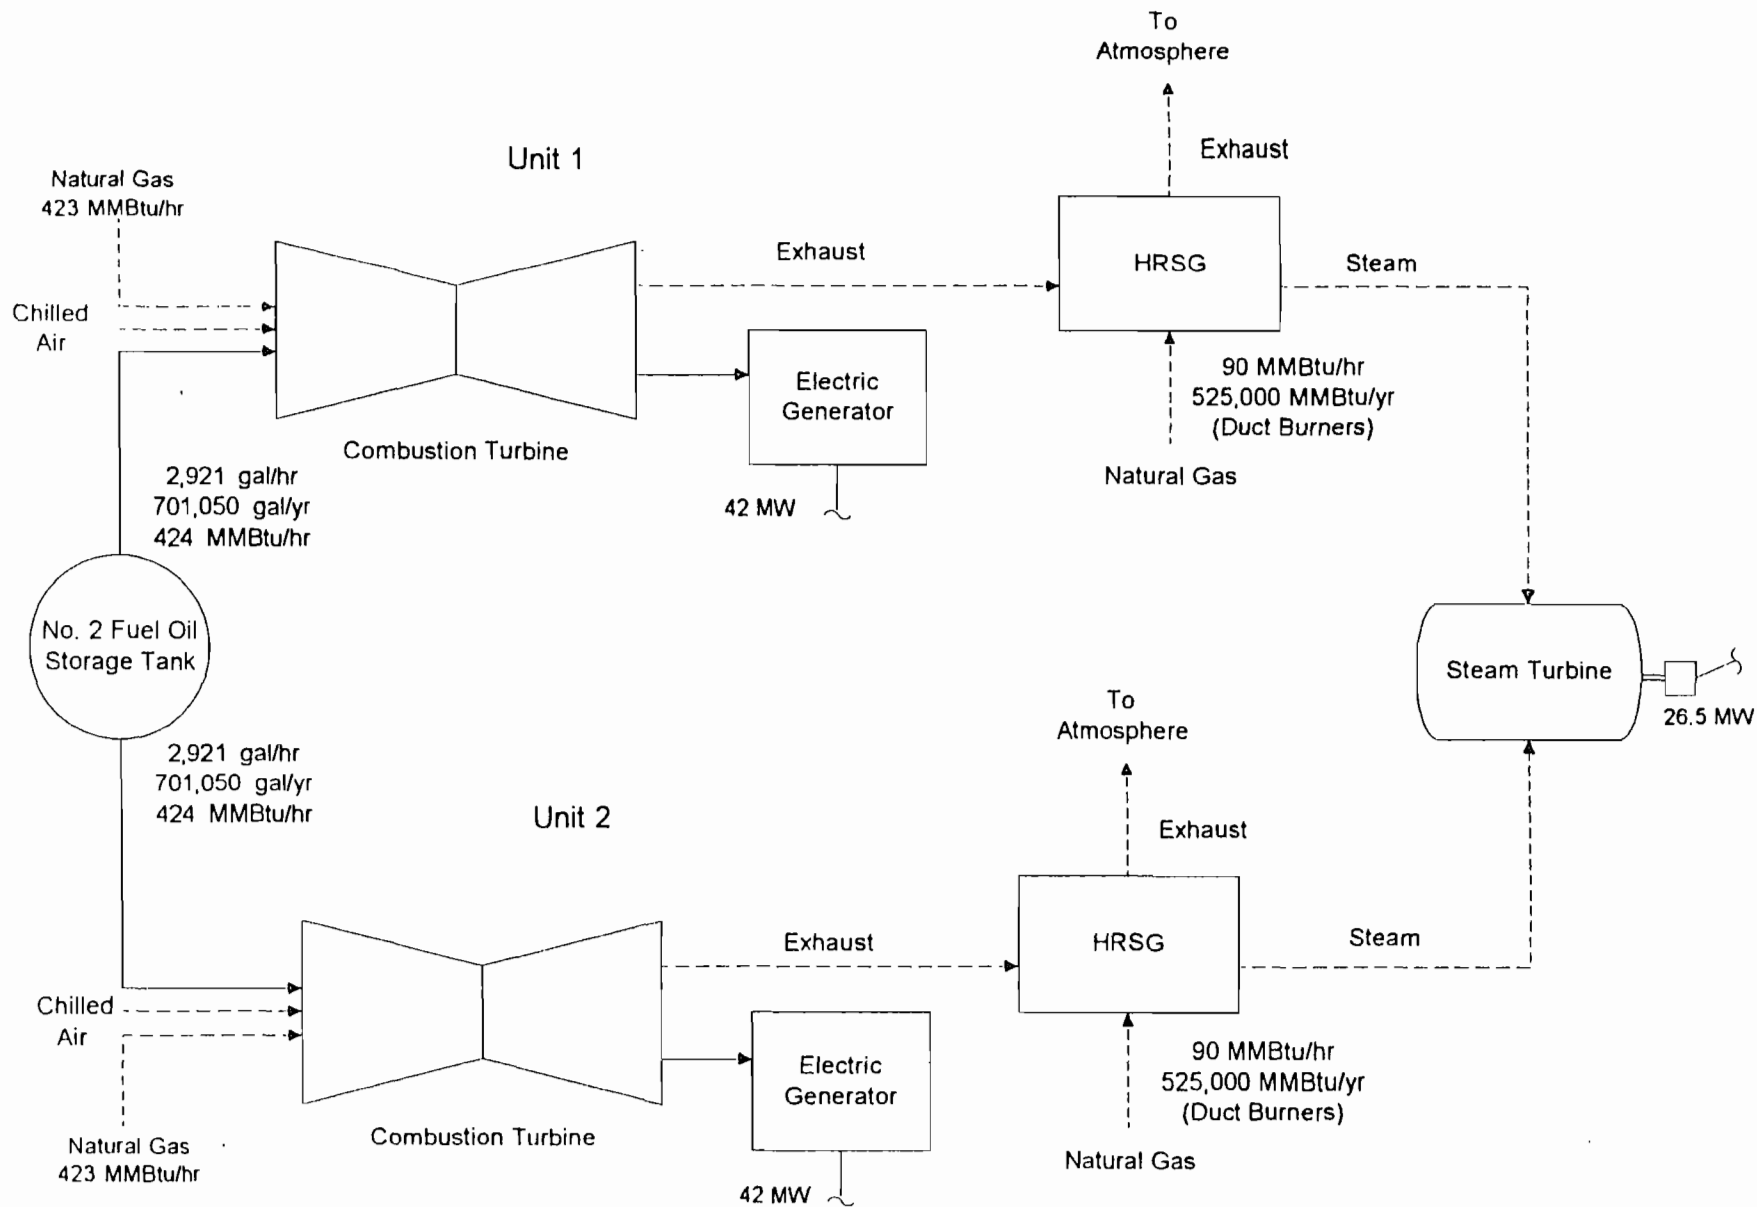 To
Atmosphere
Exhaust
Unit 1
Natural Gas
423 MMBtu/hr
Exhaust
HRSG
Steam
Chilled
Air
Electric
Generator
90 MMBtu/hr
525,000 MMBtu/yr
(Duct Burners)
Natural Gas
Combustion Turbine
42 MW
2,921 gal/hr
701,050 gal/yr
424 MMBtu/hr
No. 2 Fuel Oil
Storage Tank
Steam Turbine
26.5 MW
2,921 gal/hr
701,050 gal/yr
424 MMBtu/hr
To
Atmosphere
Exhaust
Unit 2
Exhaust
HRSG
Steam
Chilled
Air
Electric
Generator
90 MMBtu/hr
525,000 MMBtu/yr
(Duct Burners)
Natural Gas
Combustion Turbine
Natural Gas
423 MMBtu/hr
42 MW